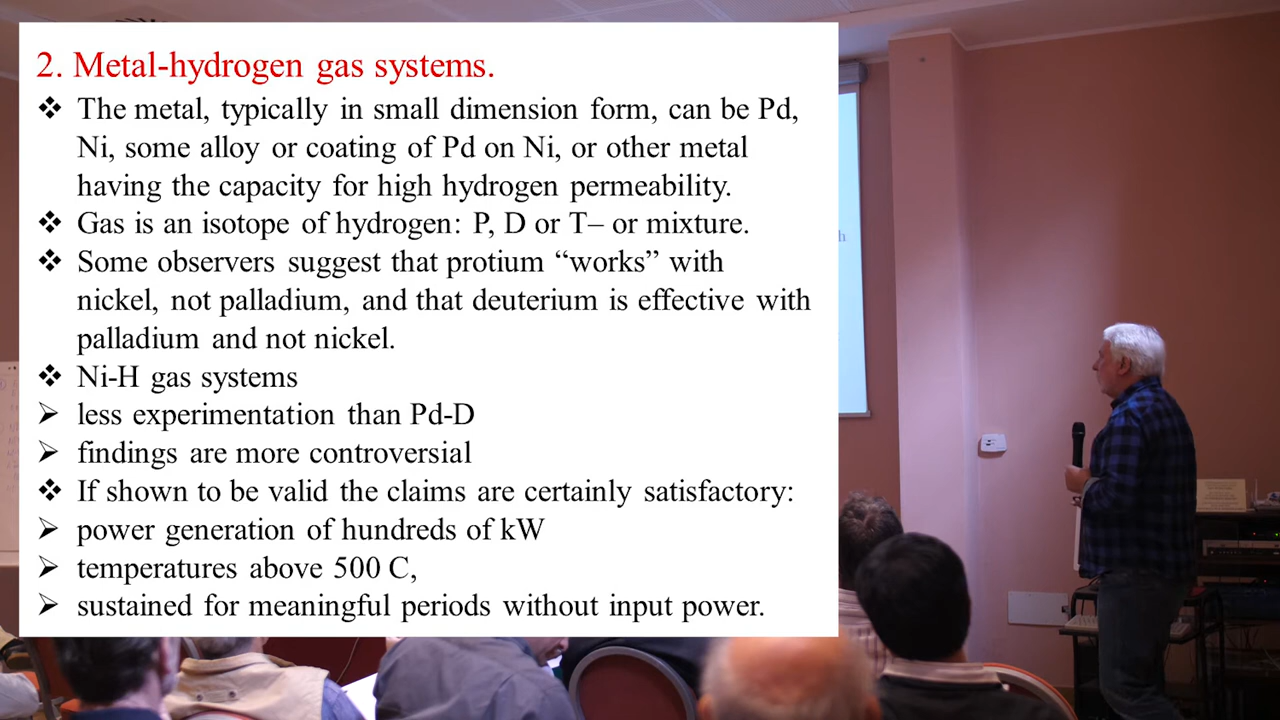 2. Metal-hydrogen gas systems.
❖ The metal, typically in small dimension form, can be Pd,
Ni, some alloy or coating of Pd on Ni, or other metal
having the capacity for high hydrogen permeability.
❖ Gas is an isotope of hydrogen: P, D or T– or mixture.
❖ Some observers suggest that protium “works” with
nickel, not palladium, and that deuterium is effective with
palladium and not nickel.
❖ Ni-H gas systems
➢ less experimentation than Pd-D
➢ findings are more controversial
❖ If shown to be valid the claims are certainly satisfactory:
➢ power generation of hundreds of kW
➢ temperatures above 500 C,
➢ sustained for meaningful periods without input power.